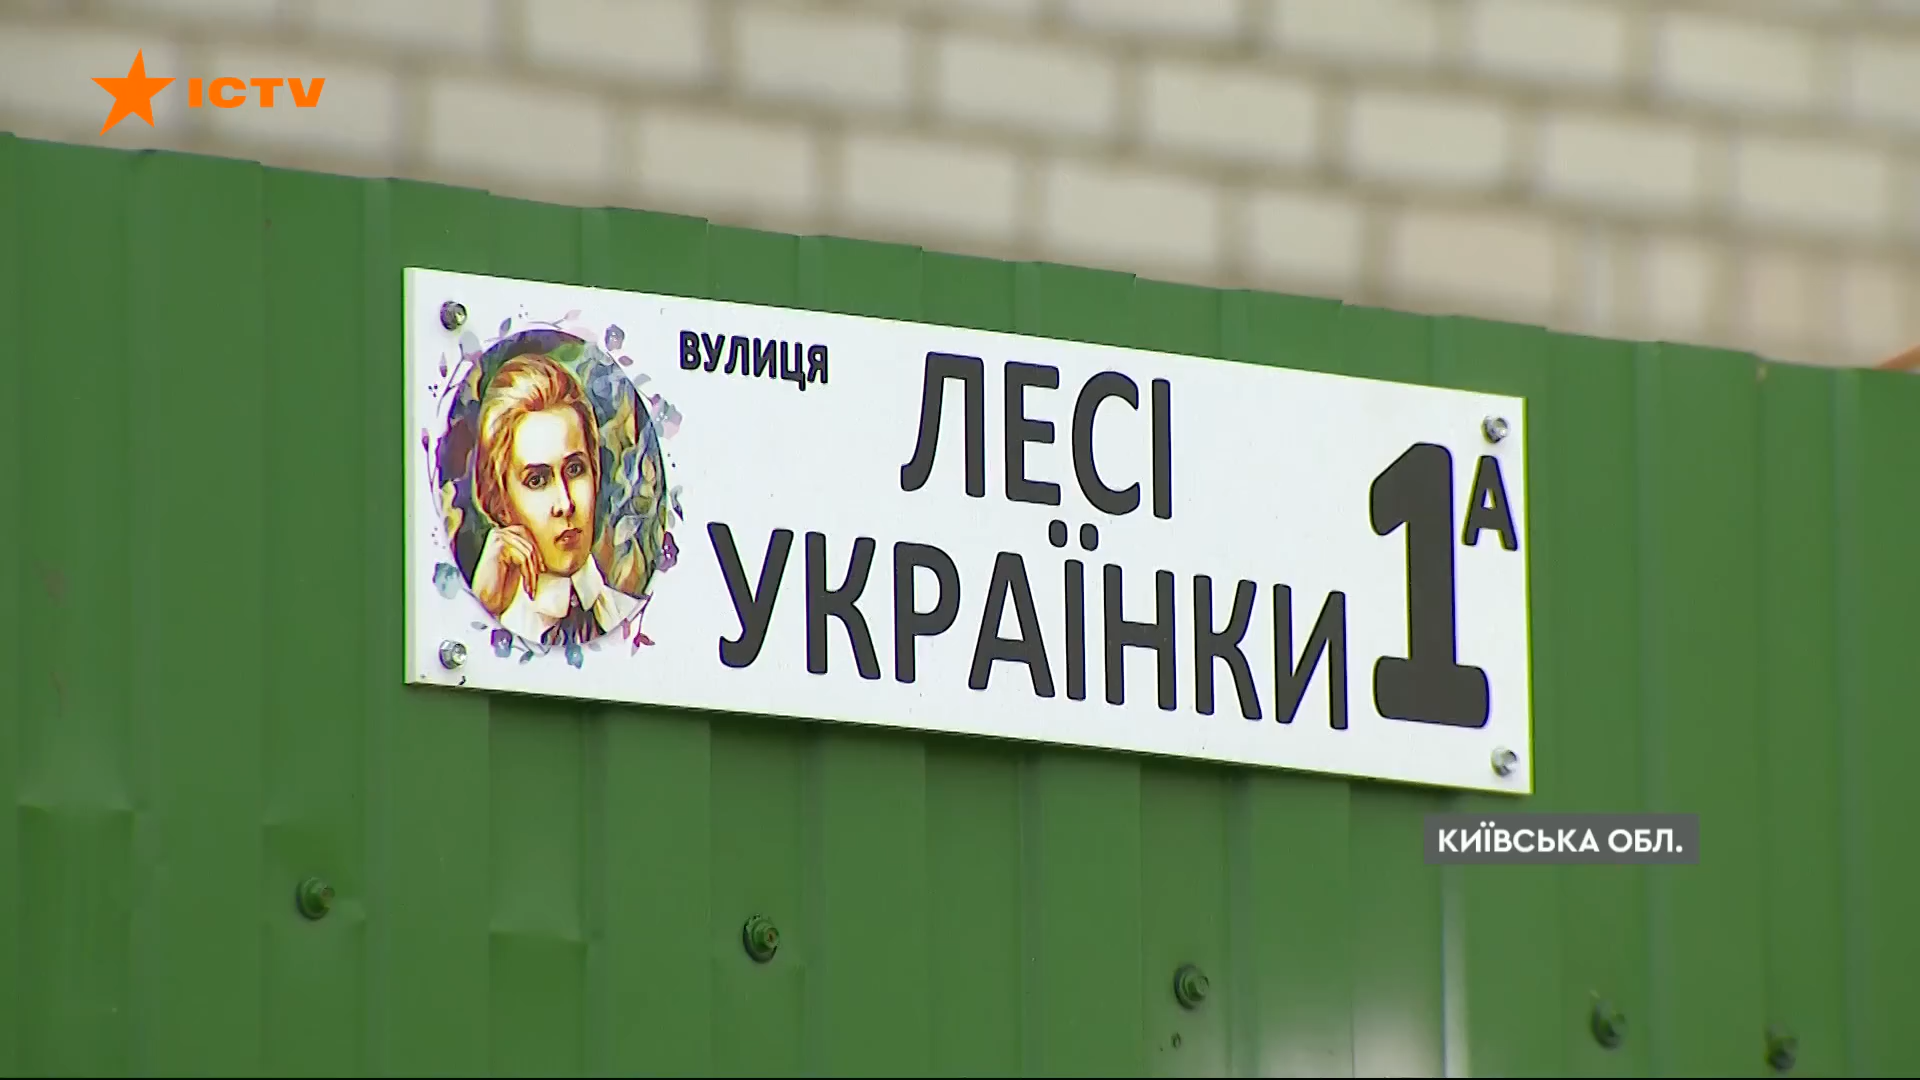 ICTV
ВУЛИЦЯ
ЛЕСІ
УКРАЇНКИ
1А
КИЇВСЬКА ОБЛ.